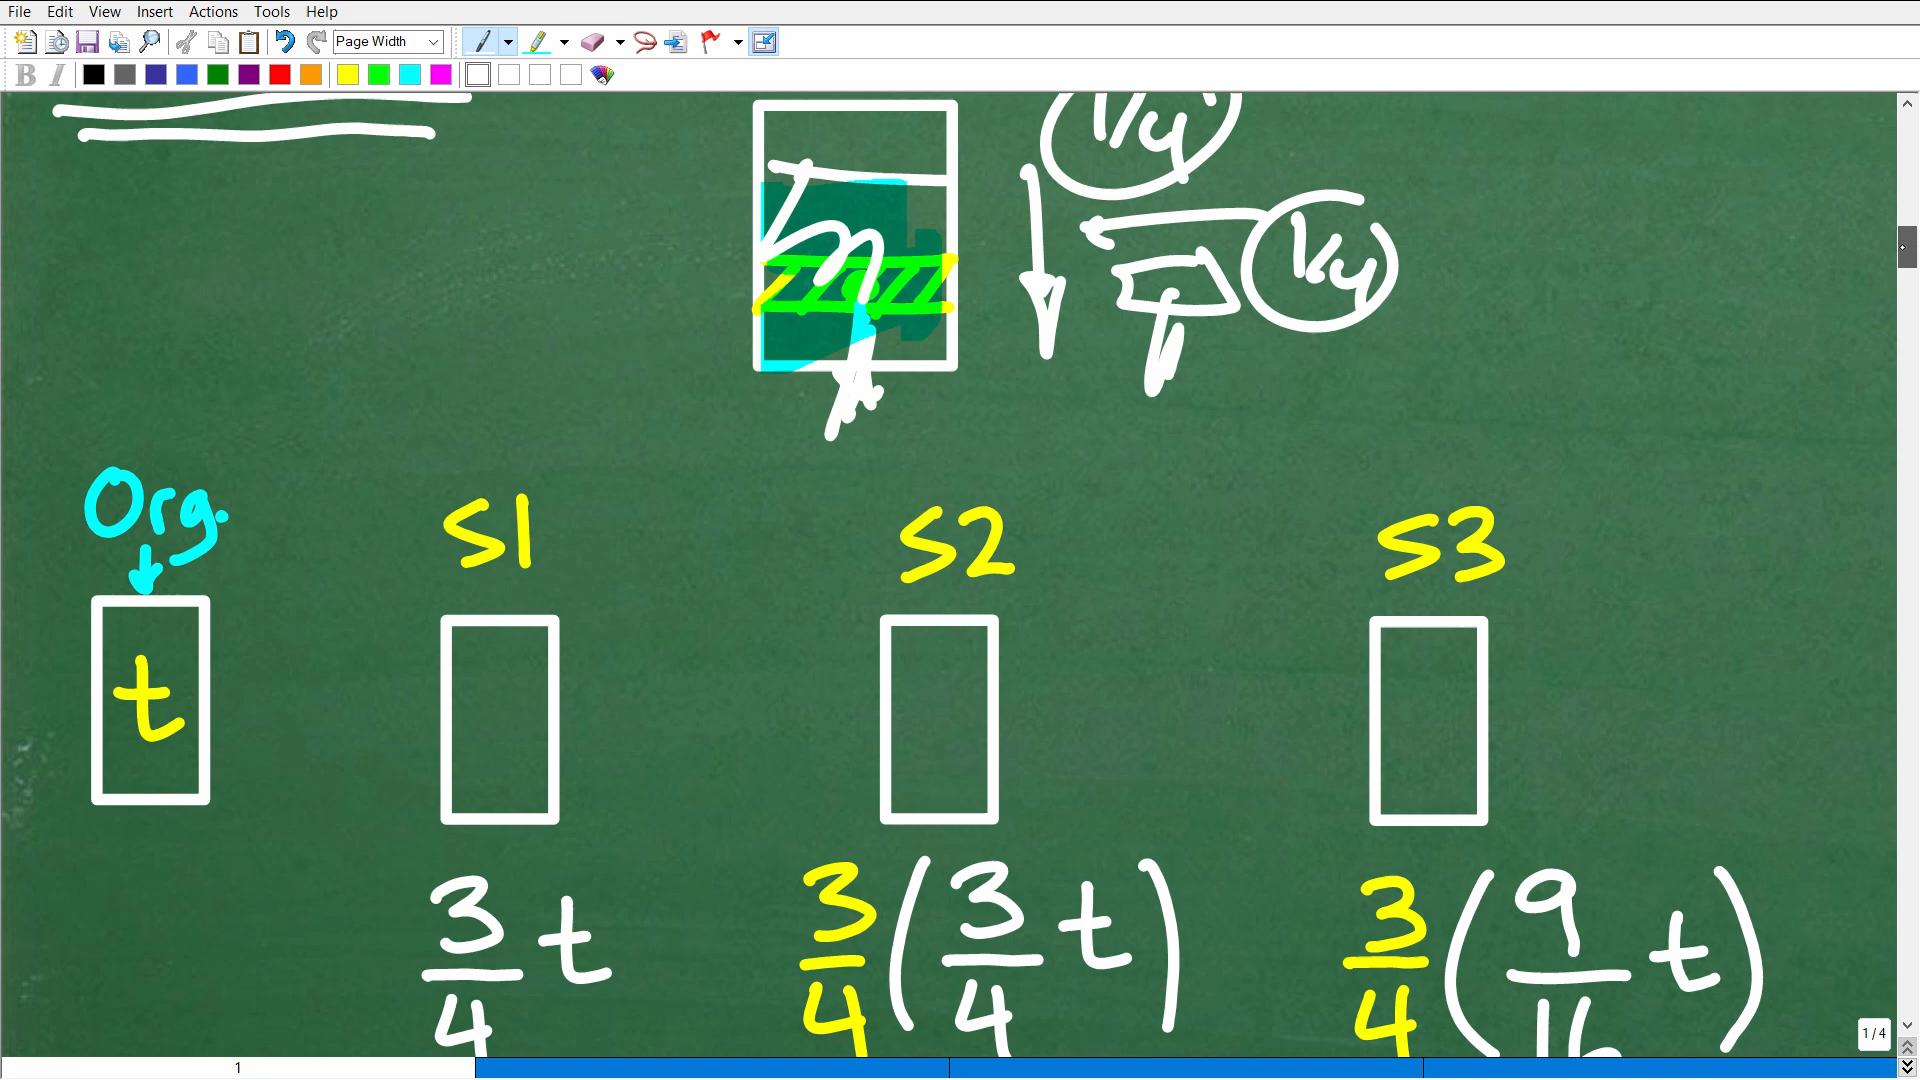 File Edit View Insert Actions Tools Help
Page Width
B I
1/4
1/4
Org. S1 S2 S3
t
3/4 t 3/4 ( 3/4 t ) 3/4 ( 9/16 t )
1 / 4
1